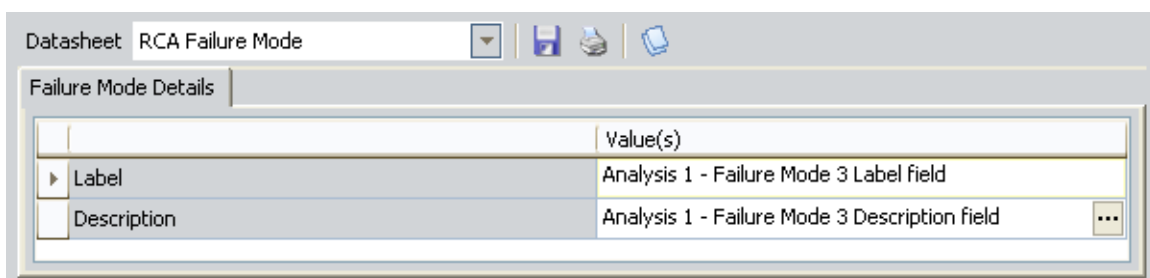 Datasheet RCA Failure Mode
Failure Mode Details
Value(s)
Label Analysis 1 - Failure Mode 3 Label field
Description Analysis 1 - Failure Mode 3 Description field ...